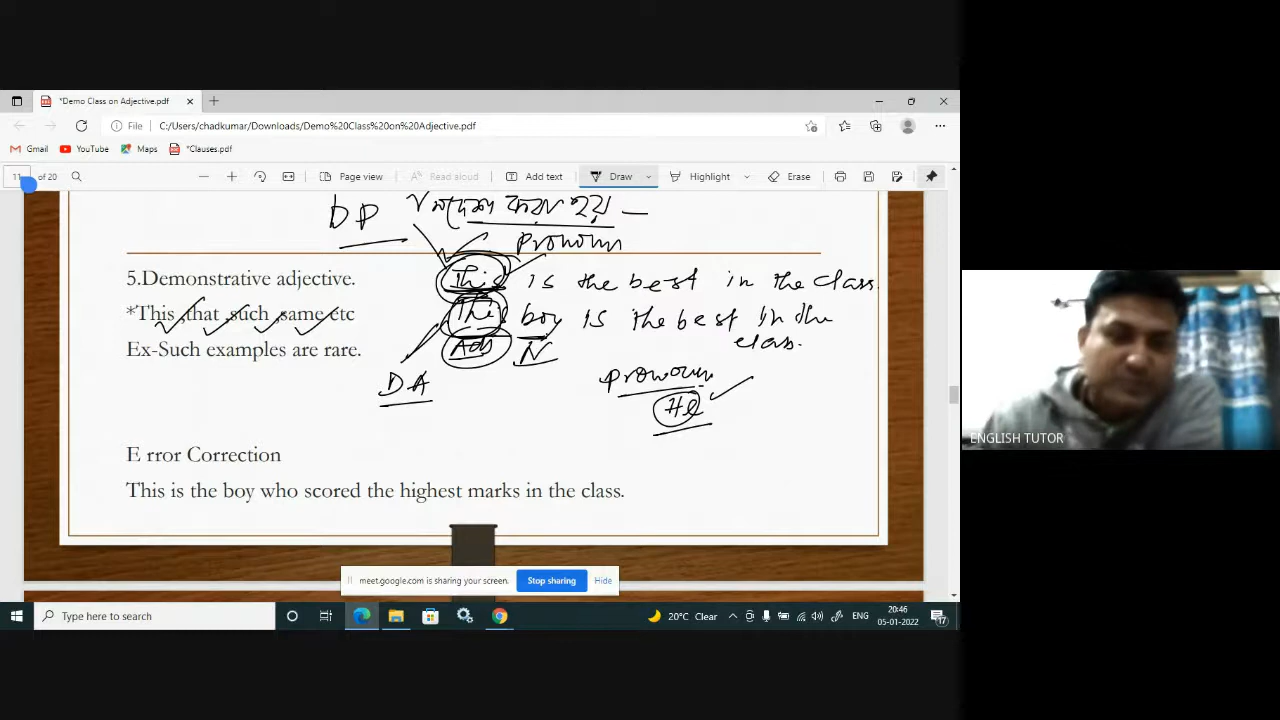 *Demo Class on Adjective.pdf
File C:/Users/chadkumar/Downloads/Demo%20Class%20on%20Adjective.pdf
Gmail YouTube Maps *Clauses.pdf
11 of 20 Page view Read aloud Add text Draw Highlight Erase
DP করা হয় —
Pronoun
5.Demonstrative adjective.
This is the best in the class.
*This ,that ,such ,same etc
This boy is the best in the
class.
Ex-Such examples are rare.
Adj N
DA
pronoun
He
E rror Correction
This is the boy who scored the highest marks in the class.
ENGLISH TUTOR
meet.google.com is sharing your screen. Stop sharing Hide
Type here to search
20°C Clear ENG 20:46
05-01-2022 17